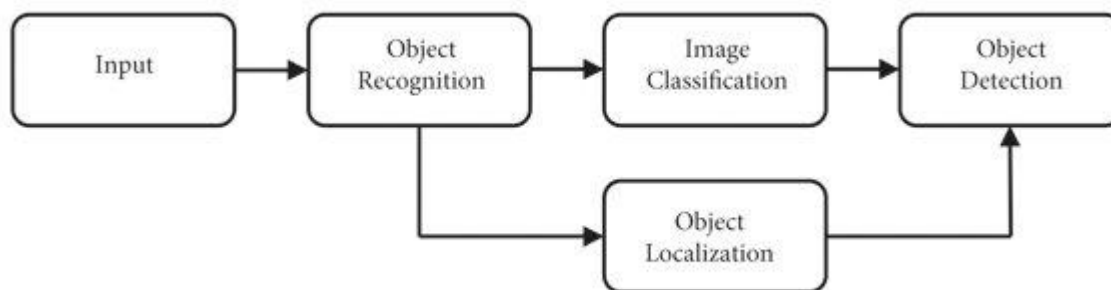 Input
Object
Recognition
Image
Classification
Object
Detection
Object
Localization